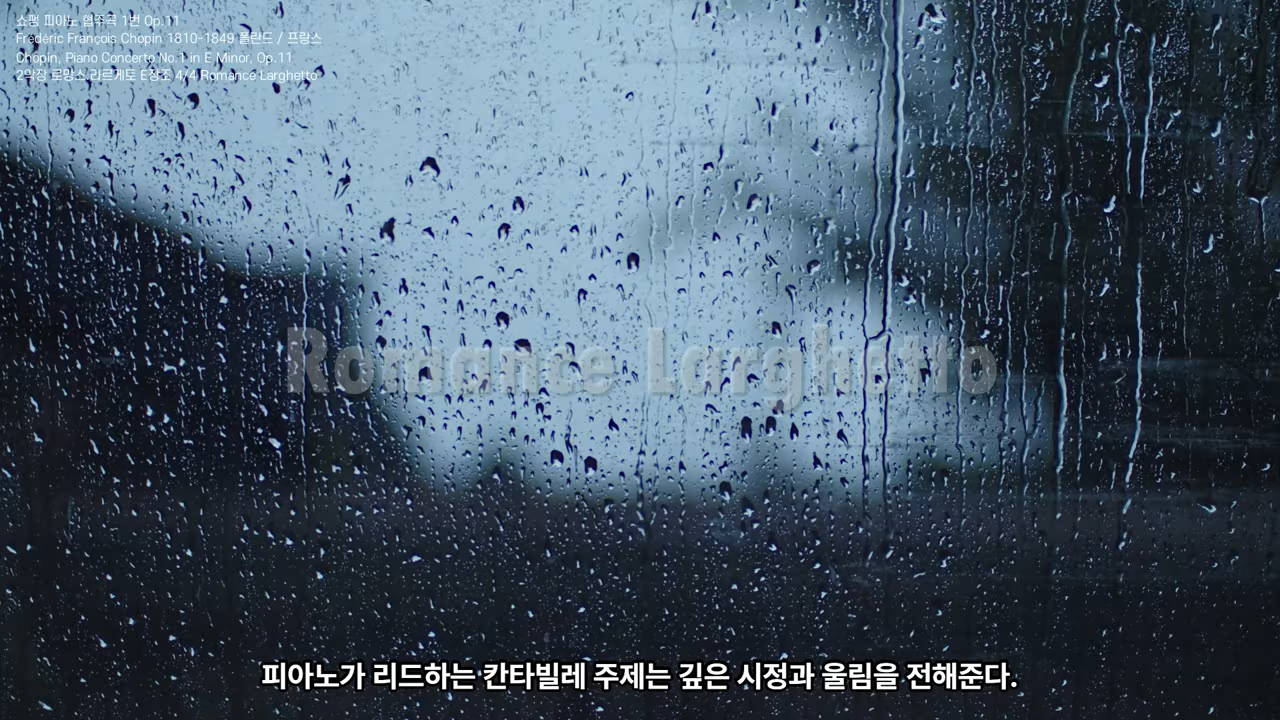 쇼팽 피아노 협주곡 1번 Op.11
Frédéric François Chopin 1810-1849 폴란드 / 프랑스
Chopin, Piano Concerto No.1 in E Minor, Op.11
2악장 로망스.라르게토 E장조 4/4 Romance Larghetto
Romance Larghetto
피아노가 리드하는 칸타빌레 주제는 깊은 시정과 울림을 전해준다.